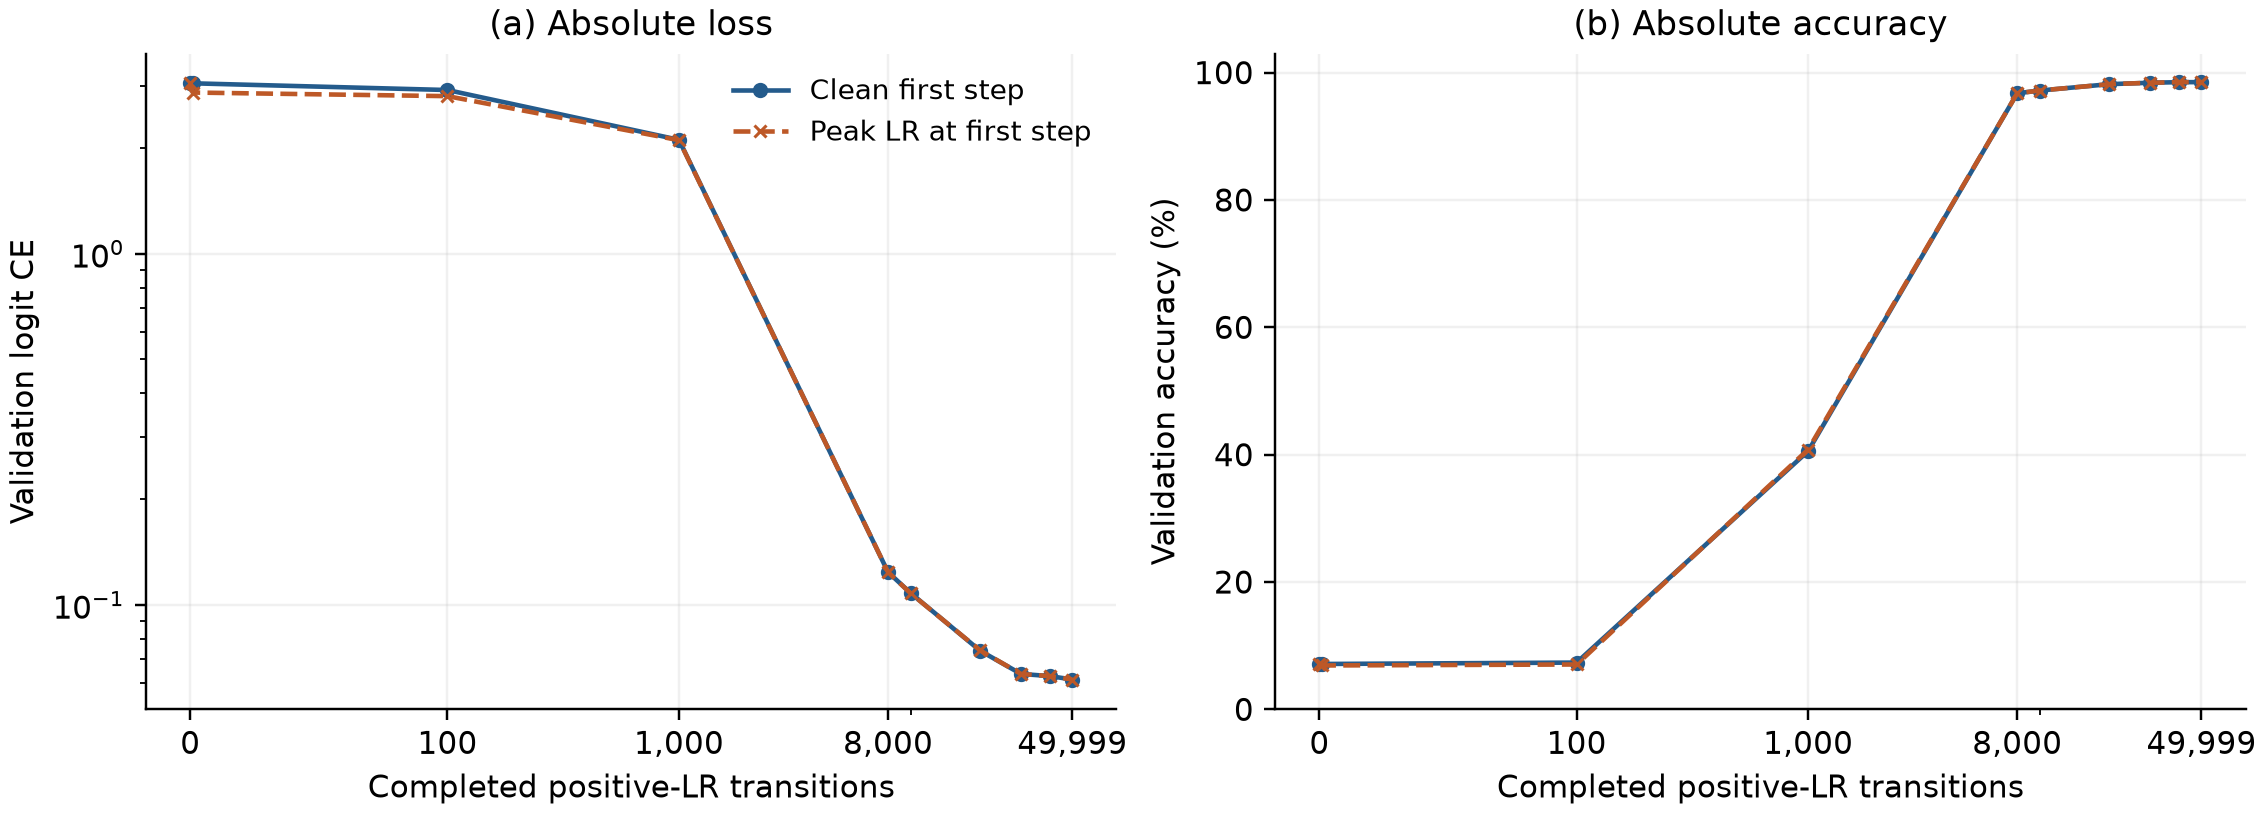 (a) Absolute loss
Clean first step
Peak LR at first step
Validation logit CE
10⁰
10⁻¹
0
100
1,000
8,000
49,999
Completed positive-LR transitions
(b) Absolute accuracy
Validation accuracy (%)
100
80
60
40
20
0
0
100
1,000
8,000
49,999
Completed positive-LR transitions